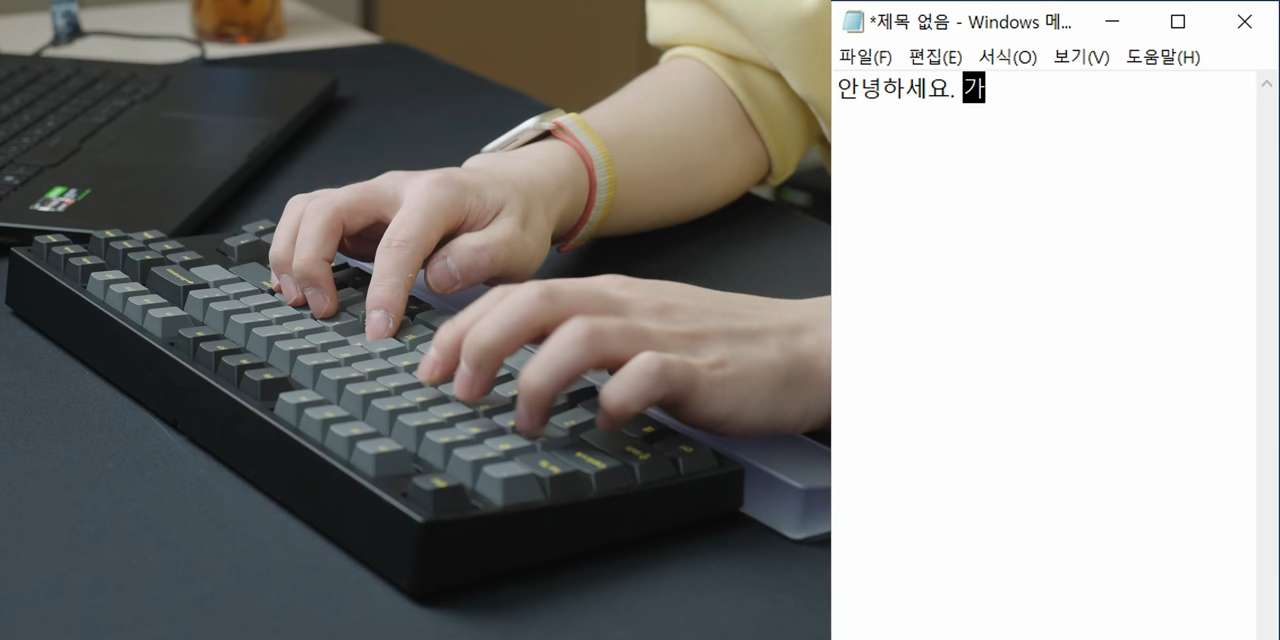 *제목 없음 - Windows 메...
파일(F) 편집(E) 서식(O) 보기(V) 도움말(H)
안녕하세요. 가